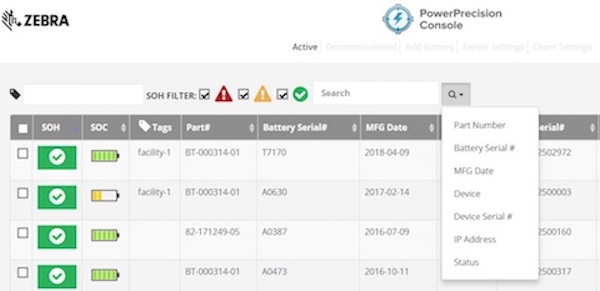 ZEBRA
PowerPrecision
Console
Active Decommissioned Add Battery Server Settings Client Settings
SOH FILTER: Search
SOH SOC Tags Part# Battery Serial# MFG Date Serial#
facility-1 BT-000314-01 T7170 2018-04-09 2502972
facility-1 BT-000314-01 A0630 2017-02-14 2500003
82-171249-05 A0387 2016-07-09 2500160
BT-000314-01 A0473 2016-10-11 2500317
Part Number
Battery Serial #
MFG Date
Device
Device Serial #
IP Address
Status